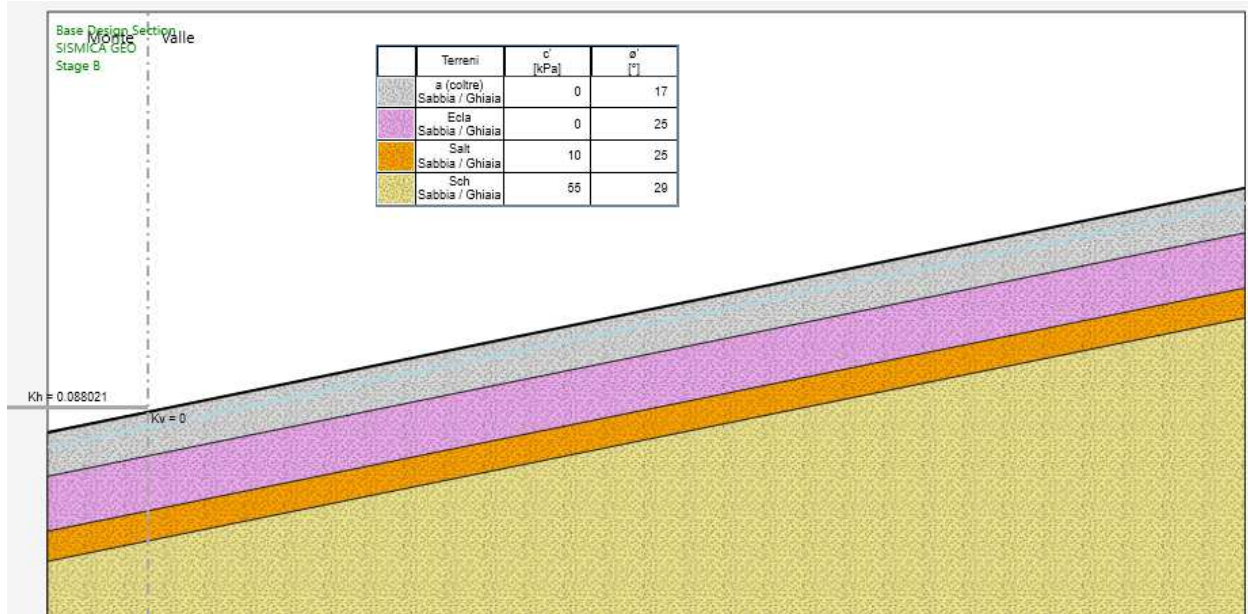 Base Design Section
Monte Valle
SISMICA GEO
Stage B
Terreni c' ø'
[kPa] [°]
a (coltre)
Sabbia / Ghiaia 0 17
Ecla
Sabbia / Ghiaia 0 25
Salt
Sabbia / Ghiaia 10 25
Sch
Sabbia / Ghiaia 55 29
Kh = 0.088021
Kv = 0